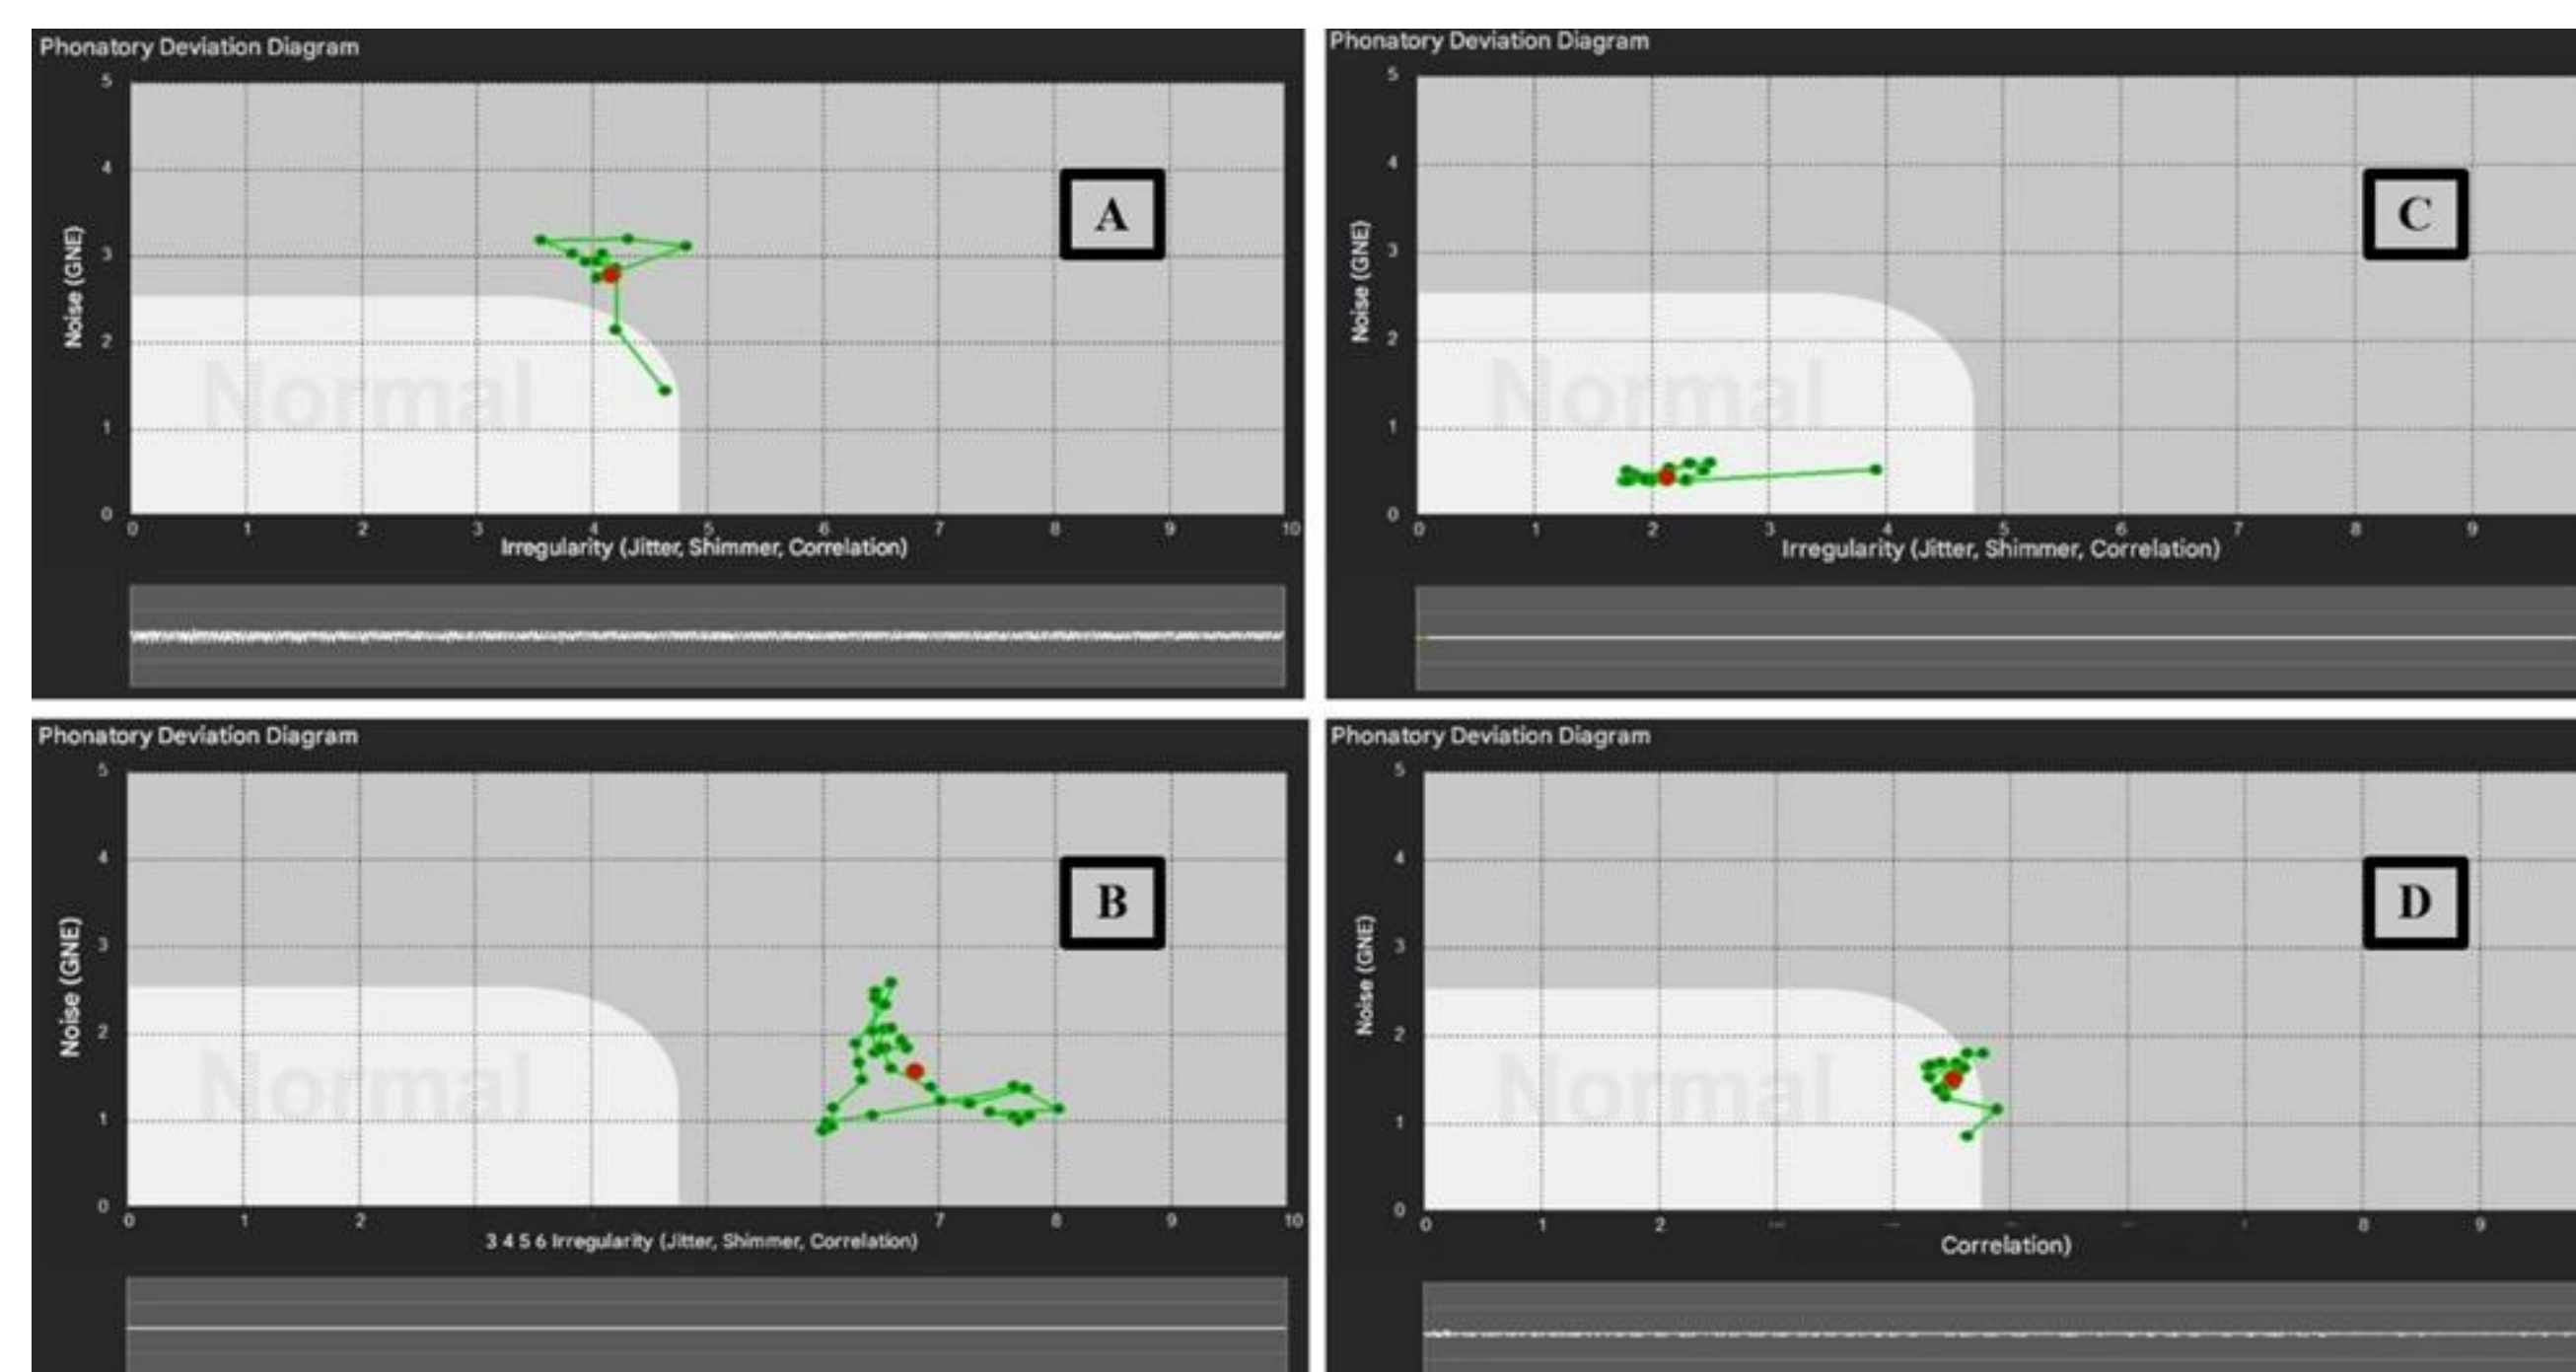 Phonatory Deviation Diagram
5
4
3
2
1
0
Noise (GNE)
Normal
A
0 1 2 3 4 5 6 7 8 9 10
Irregularity (Jitter, Shimmer, Correlation)
Phonatory Deviation Diagram
5
4
3
2
1
0
Noise (GNE)
Normal
C
0 1 2 3 4 5 6 7 8 9
Irregularity (Jitter, Shimmer, Correlation)
Phonatory Deviation Diagram
5
4
3
2
1
0
Noise (GNE)
Normal
B
0 1 2 7 8 9 10
3 4 5 6 Irregularity (Jitter, Shimmer, Correlation)
Phonatory Deviation Diagram
5
4
3
2
1
0
Noise (GNE)
Normal
D
0 1 2 8 9
Correlation)